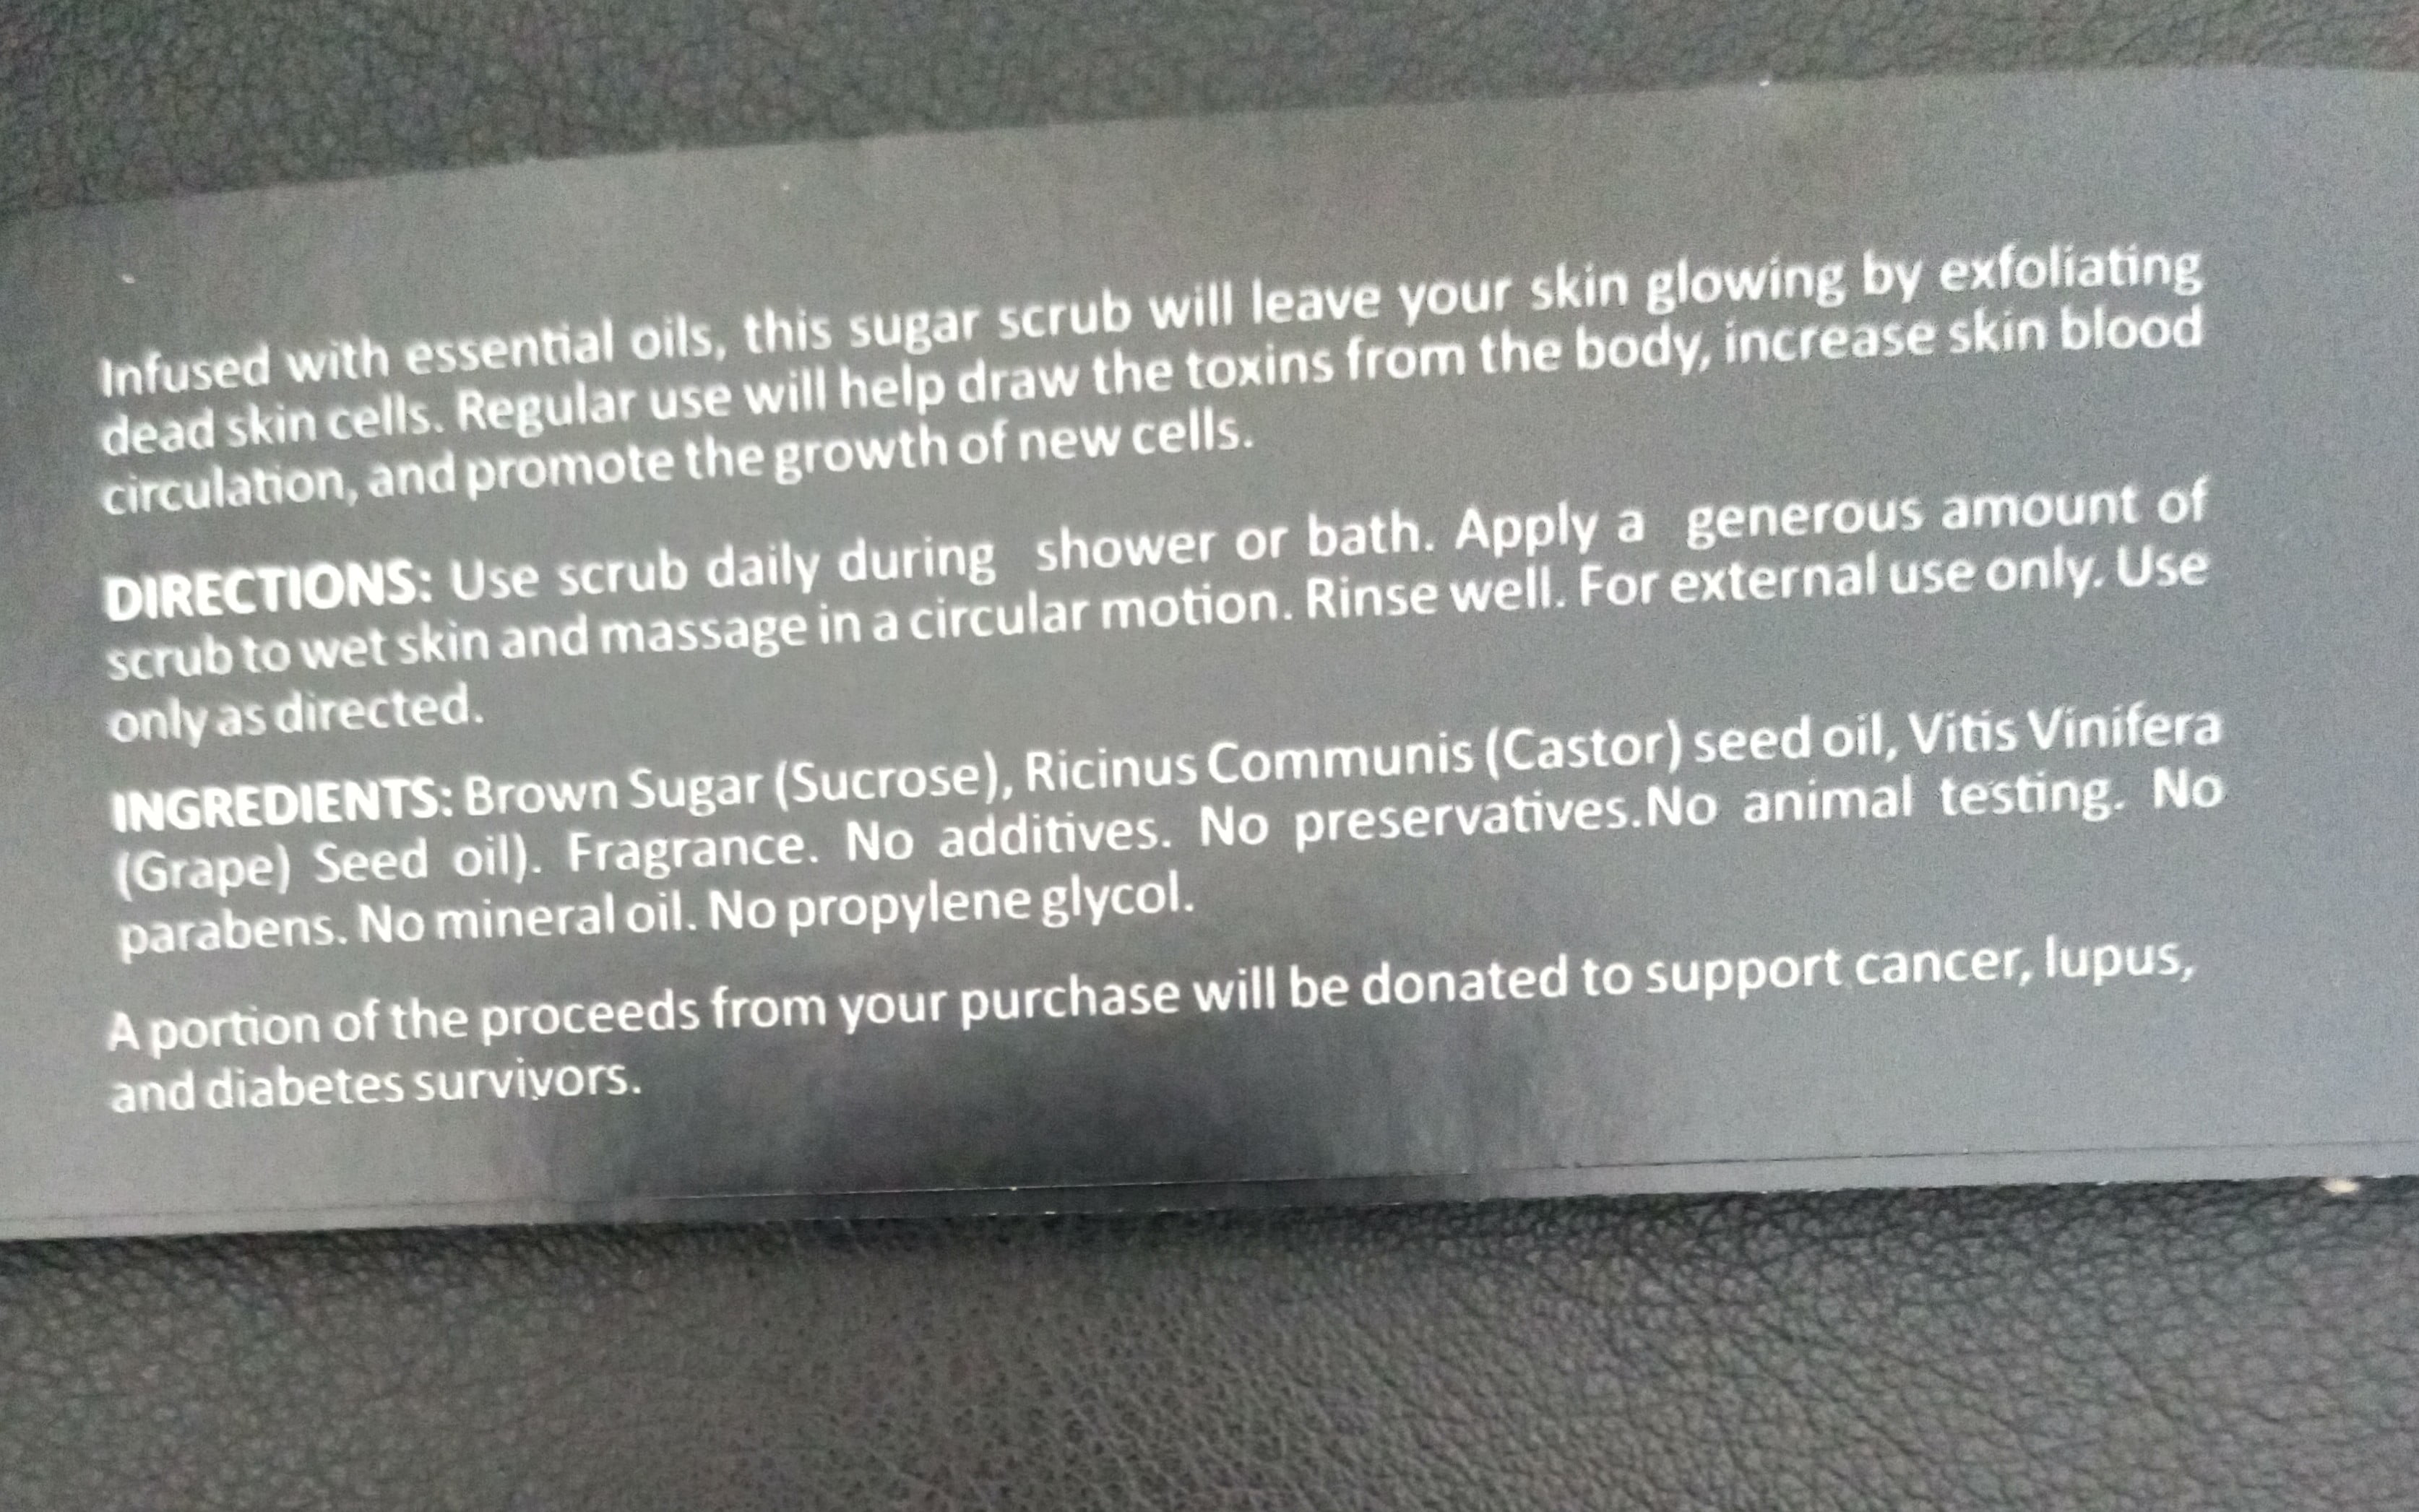 Infused with essential oils, this sugar scrub will leave your skin glowing by exfoliating
dead skin cells. Regular use will help draw the toxins from the body, increase skin blood
circulation, and promote the growth of new cells.
DIRECTIONS: Use scrub daily during shower or bath. Apply a generous amount of
scrub to wet skin and massage in a circular motion. Rinse well. For external use only. Use
only as directed.
INGREDIENTS: Brown Sugar (Sucrose), Ricinus Communis (Castor) seed oil, Vitis Vinifera
(Grape) Seed oil). Fragrance. No additives. No preservatives.No animal testing. No
parabens. No mineral oil. No propylene glycol.
A portion of the proceeds from your purchase will be donated to support cancer, lupus,
and diabetes survivors.